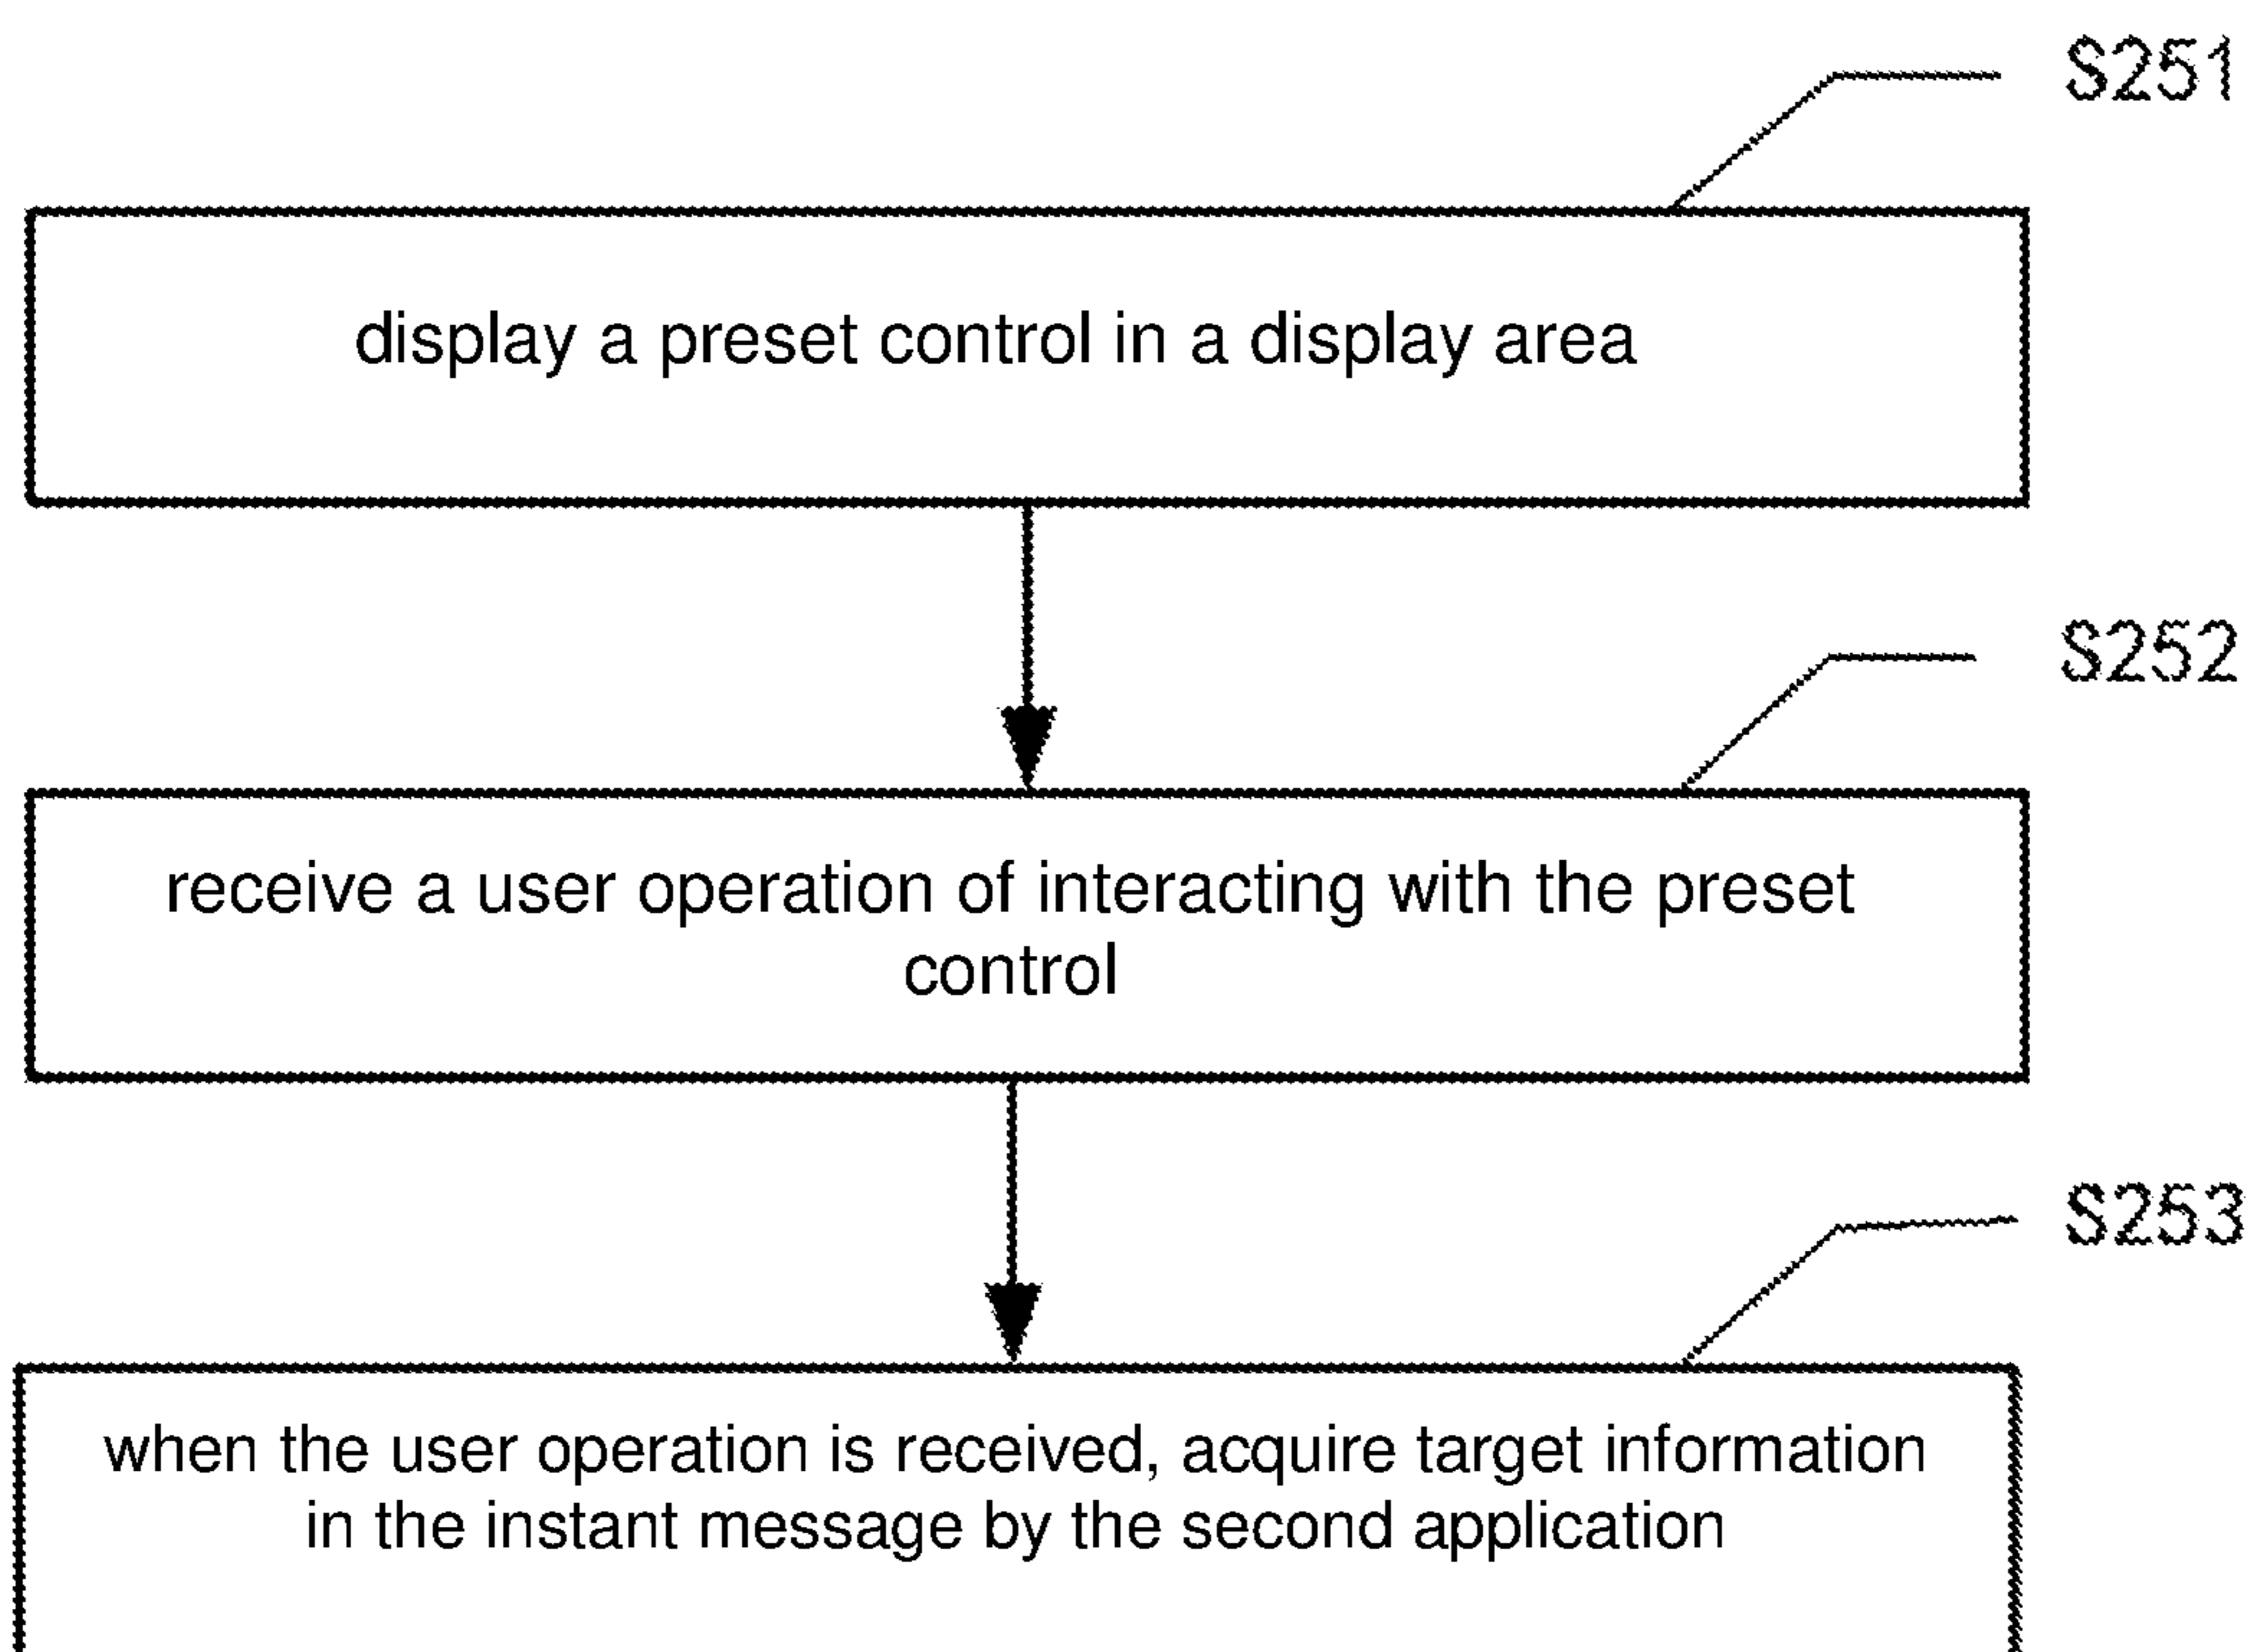 S251
display a preset control in a display area
S252
receive a user operation of interacting with the preset
control
S253
when the user operation is received, acquire target information
in the instant message by the second application